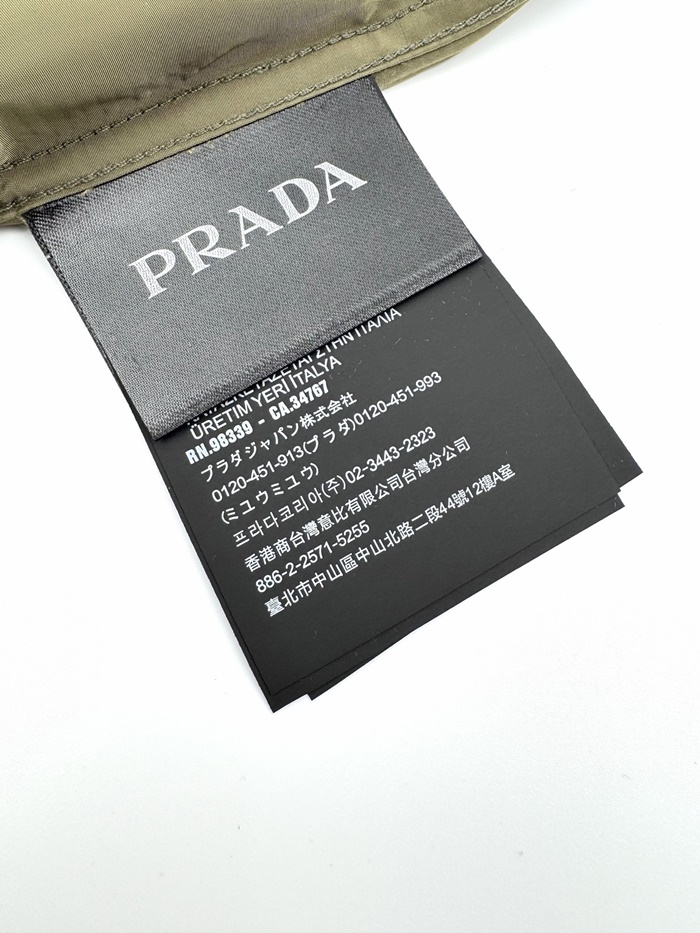 PRADA
ΚΑΤΑΣΚΕΥΑΖΕΤΑΙ ΣΤΗΝ ΙΤΑΛΙΑ
ÜRETIM YERI İTALYA
RN.98339 - CA.34767
プラダジャパン株式会社
0120-451-913(プラダ)0120-451-993
(ミユウミユウ)
프라다코리아(주)02-3443-2323
香港商台灣意比有限公司台灣分公司
886-2-2571-5255
臺北市中山區中山北路二段44號12樓A室